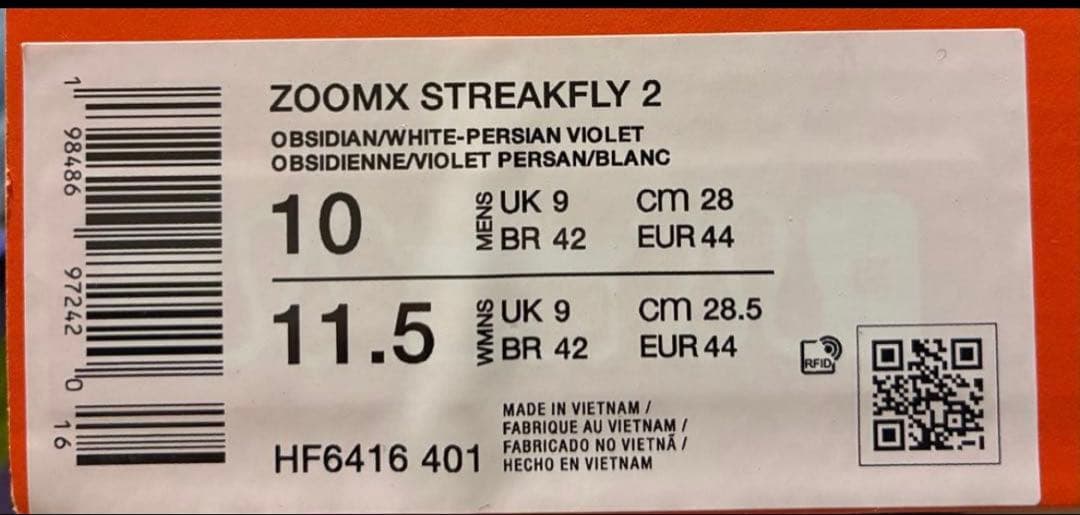 ZOOMX STREAKFLY 2
OBSIDIAN/WHITE-PERSIAN VIOLET
OBSIDIENNE/VIOLET PERSAN/BLANC
10 MENS UK 9 cm 28
BR 42 EUR 44
11.5 WMNS UK 9 cm 28.5
BR 42 EUR 44
RFID
HF6416 401
MADE IN VIETNAM /
FABRIQUE AU VIETNAM /
FABRICADO NO VIETNÃ /
HECHO EN VIETNAM
1 98486 97242 0 16